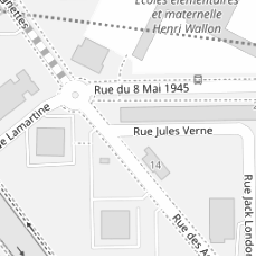 Écoles élémentaires
et maternelle
Henri Wallon
Rue du 8 Mai 1945
Lamartine
Rue Jules Verne
14
Rue des
Rue Jack London